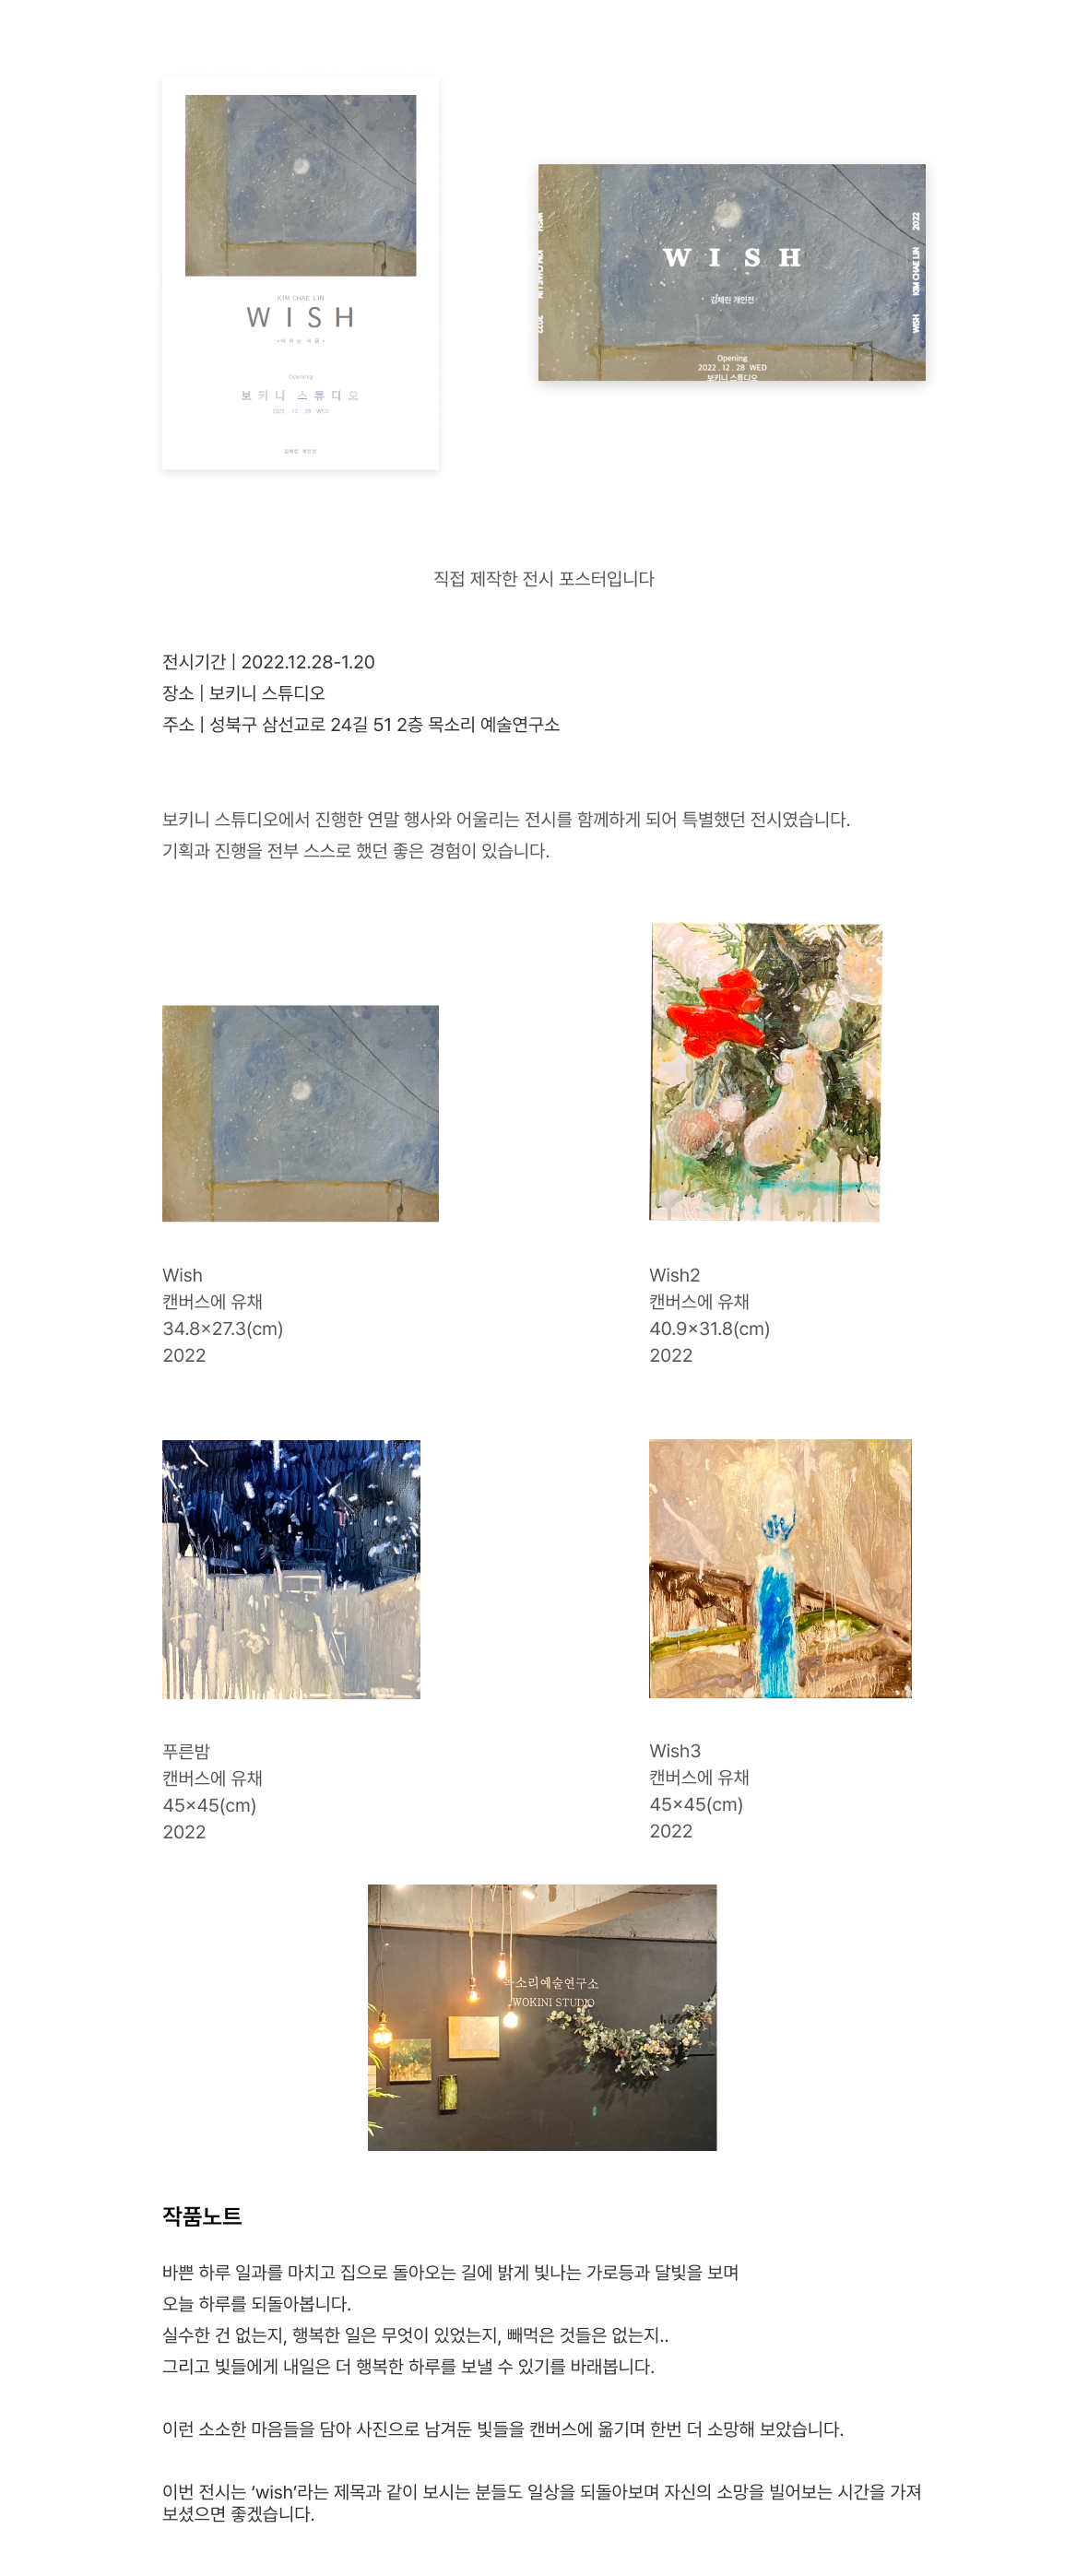 KIM CHAE LIN
WISH
•바라는 마음•
Opening
보키니 스튜디오
2022 . 12 . 28 WED
김채린 개인전
WISH
KIM CHAE LIN
2022
WISH
김채린 개인전
Opening
2022 . 12 . 28 WED
보키니 스튜디오
2022
KIM CHAE LIN
WISH
직접 제작한 전시 포스터입니다
전시기간 | 2022.12.28-1.20
장소 | 보키니 스튜디오
주소 | 성북구 삼선교로 24길 51 2층 목소리 예술연구소
보키니 스튜디오에서 진행한 연말 행사와 어울리는 전시를 함께하게 되어 특별했던 전시였습니다.
기획과 진행을 전부 스스로 했던 좋은 경험이 있습니다.
Wish
캔버스에 유채
34.8×27.3(cm)
2022
Wish2
캔버스에 유채
40.9×31.8(cm)
2022
푸른밤
캔버스에 유채
45×45(cm)
2022
Wish3
캔버스에 유채
45×45(cm)
2022
목소리예술연구소
WOKINI STUDIO
작품노트
바쁜 하루 일과를 마치고 집으로 돌아오는 길에 밝게 빛나는 가로등과 달빛을 보며
오늘 하루를 되돌아봅니다.
실수한 건 없는지, 행복한 일은 무엇이 있었는지, 빼먹은 것들은 없는지..
그리고 빛들에게 내일은 더 행복한 하루를 보낼 수 있기를 바래봅니다.
이런 소소한 마음들을 담아 사진으로 남겨둔 빛들을 캔버스에 옮기며 한번 더 소망해 보았습니다.
이번 전시는 ‘wish’라는 제목과 같이 보시는 분들도 일상을 되돌아보며 자신의 소망을 빌어보는 시간을 가져
보셨으면 좋겠습니다.